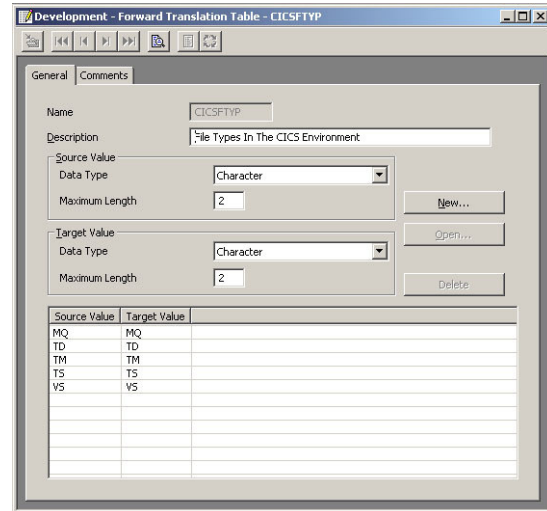 Development - Forward Translation Table - CICSFTYP
General Comments
Name CICSFTYP
Description File Types In The CICS Environment
Source Value
Data Type Character
Maximum Length 2
New...
Target Value
Open...
Data Type Character
Maximum Length 2
Delete
Source Value Target Value
MQ MQ
TD TD
TM TM
TS TS
VS VS